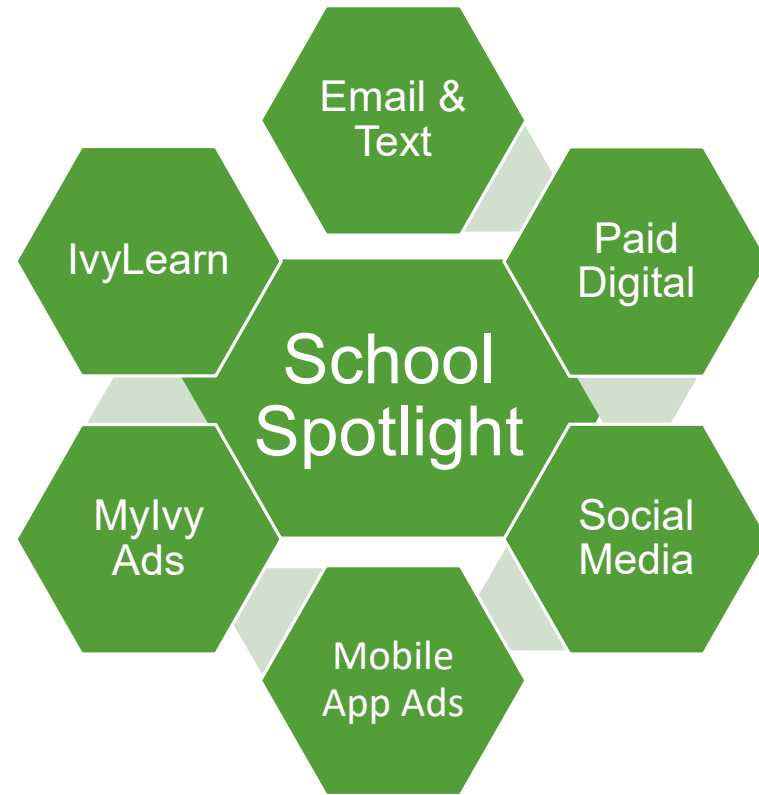 Email &
Text
Paid
Digital
IvyLearn
School
Spotlight
MyIvy
Ads
Social
Media
Mobile
App Ads